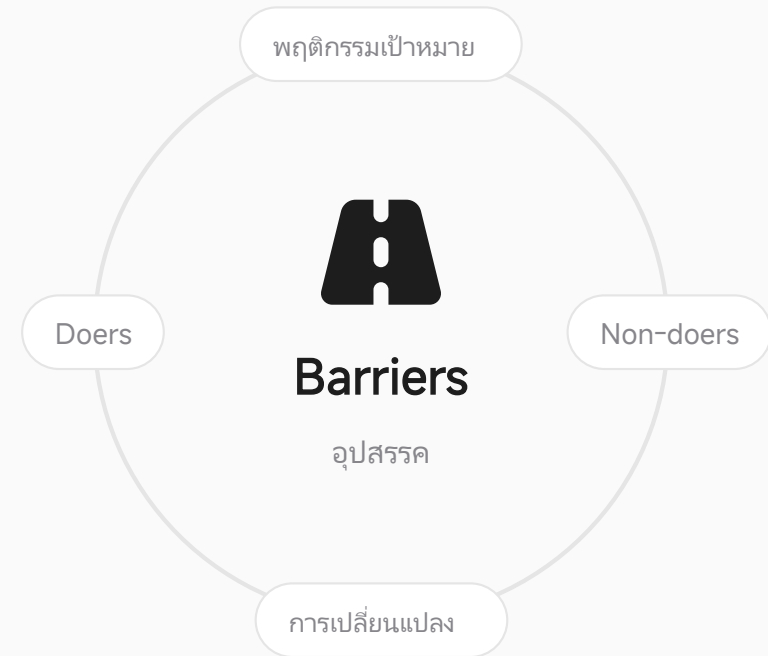 พฤติกรรมเป้าหมาย
Doers
Non-doers
Barriers
อุปสรรค
การเปลี่ยนแปลง